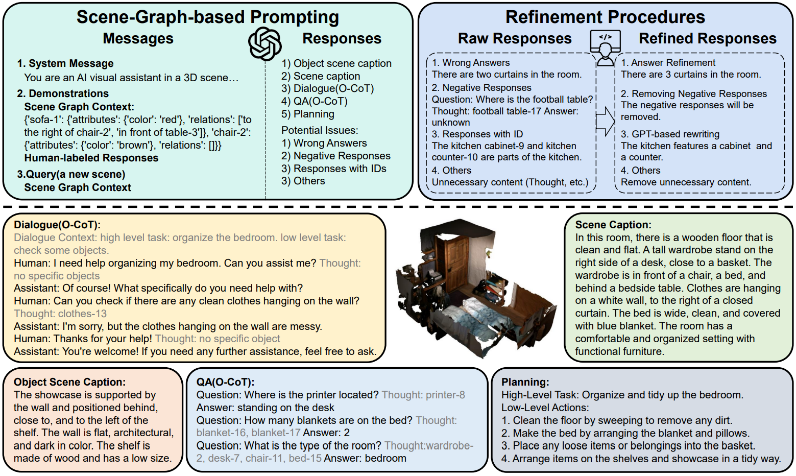 Scene-Graph-based Prompting
Messages
1. System Message
You are an AI visual assistant in a 3D scene…
2. Demonstrations
Scene Graph Context:
{'sofa-1': {'attributes': {'color': 'red'}, 'relations': ['to
the right of chair-2', 'in front of table-3']}, 'chair-2':
{'attributes': {'color': 'brown'}, 'relations': []}}
Human-labeled Responses
3.Query(a new scene)
Scene Graph Context
Responses
1) Object scene caption
2) Scene caption
3) Dialogue(O-CoT)
4) QA(O-CoT)
5) Planning
Potential Issues:
1) Wrong Answers
2) Negative Responses
3) Responses with IDs
3) Others
Refinement Procedures
Raw Responses
1. Wrong Answers
There are two curtains in the room.
2. Negative Responses
Question: Where is the football table?
Thought: football table-17 Answer:
unknown
3. Responses with ID
The kitchen cabinet-9 and kitchen
counter-10 are parts of the kitchen.
4. Others
Unnecessary content (Thought, etc.)
Refined Responses
1. Answer Refinement
There are 3 curtains in the room.
2. Removing Negative Responses
The negative responses will be
removed.
3. GPT-based rewriting
The kitchen features a cabinet and
a counter.
4. Others
Remove unnecessary content.
Dialogue(O-CoT):
Dialogue Context: high level task: organize the bedroom. low level task:
check some objects.
Human: I need help organizing my bedroom. Can you assist me? Thought:
no specific objects
Assistant: Of course! What specifically do you need help with?
Human: Can you check if there are any clean clothes hanging on the wall?
Thought: clothes-13
Assistant: I'm sorry, but the clothes hanging on the wall are messy.
Human: Thanks for your help! Thought: no specific object
Assistant: You're welcome! If you need any further assistance, feel free to ask.
Scene Caption:
In this room, there is a wooden floor that is
clean and flat. A tall wardrobe stand on the
right side of a desk, close to a basket. The
wardrobe is in front of a chair, a bed, and
behind a bedside table. Clothes are hanging
on a white wall, to the right of a closed
curtain. The bed is wide, clean, and covered
with blue blanket. The room has a
comfortable and organized setting with
functional furniture.
Object Scene Caption:
The showcase is supported by
the wall and positioned behind,
close to, and to the left of the
shelf. The wall is flat, architectural,
and dark in color. The shelf is
made of wood and has a low size.
QA(O-CoT):
Question: Where is the printer located? Thought: printer-8
Answer: standing on the desk
Question: How many blankets are on the bed? Thought:
blanket-16, blanket-17 Answer: 2
Question: What is the type of the room? Thought:wardrobe-
2, desk-7, chair-11, bed-15 Answer: bedroom
Planning:
High-Level Task: Organize and tidy up the bedroom.
Low-Level Actions:
1. Clean the floor by sweeping to remove any dirt.
2. Make the bed by arranging the blanket and pillows.
3. Place any loose items or belongings into the basket.
4. Arrange items on the shelves and showcase in a tidy way.